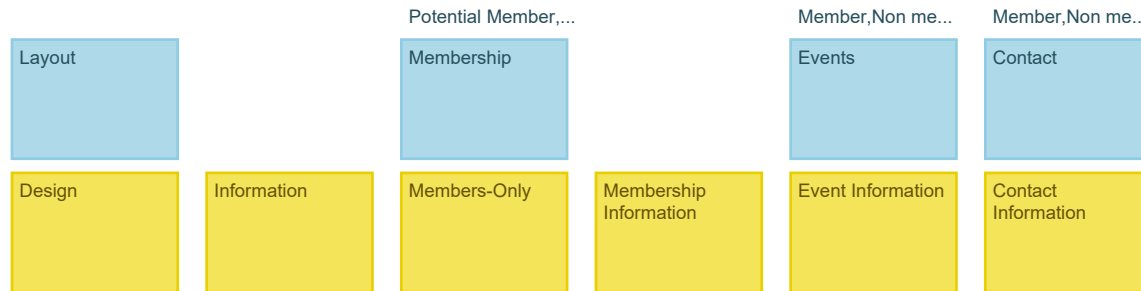 Potential Member,...
Member,Non me...
Member,Non me...
Layout
Membership
Events
Contact
Design
Information
Members-Only
Membership
Information
Event Information
Contact
Information